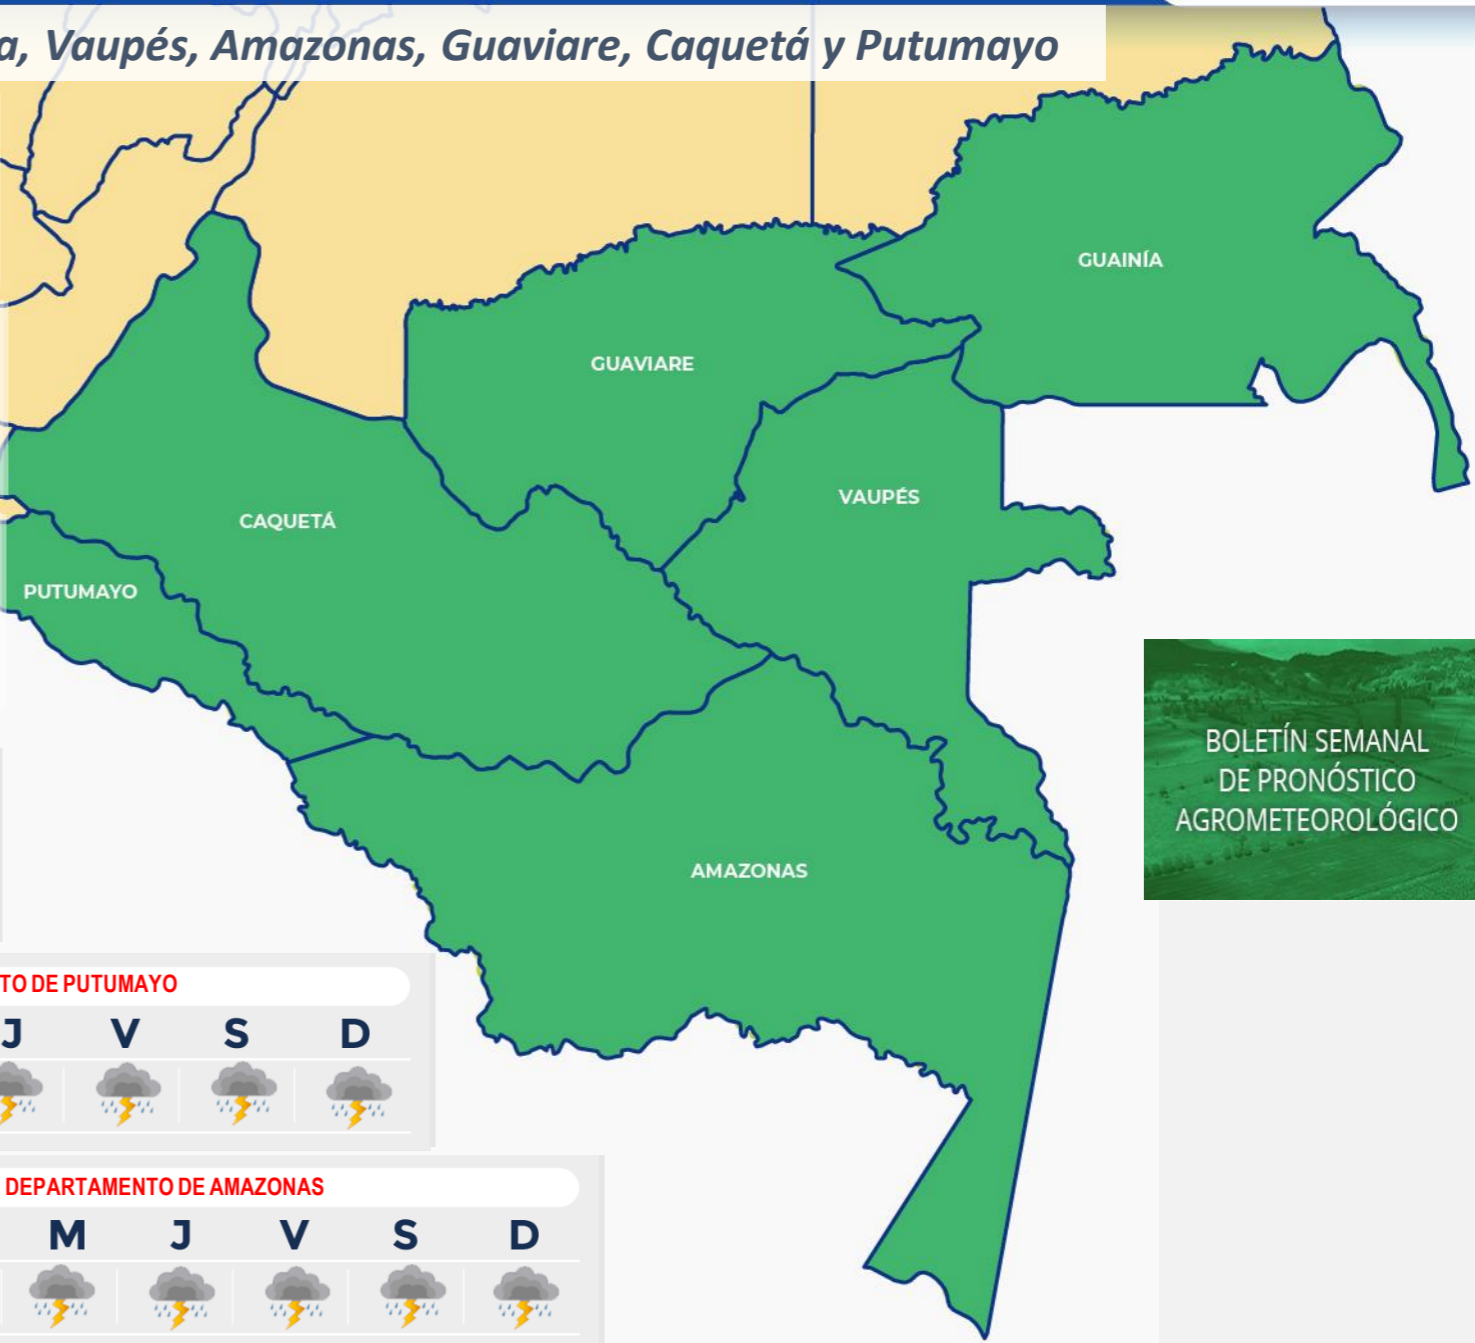 a, Vaupés, Amazonas, Guaviare, Caquetá y Putumayo
GUAINÍA
GUAVIARE
VAUPÉS
CAQUETÁ
PUTUMAYO
BOLETÍN SEMANAL
DE PRONÓSTICO
AGROMETEOROLÓGICO
AMAZONAS
TO DE PUTUMAYO
J V S D
DEPARTAMENTO DE AMAZONAS
M J V S D